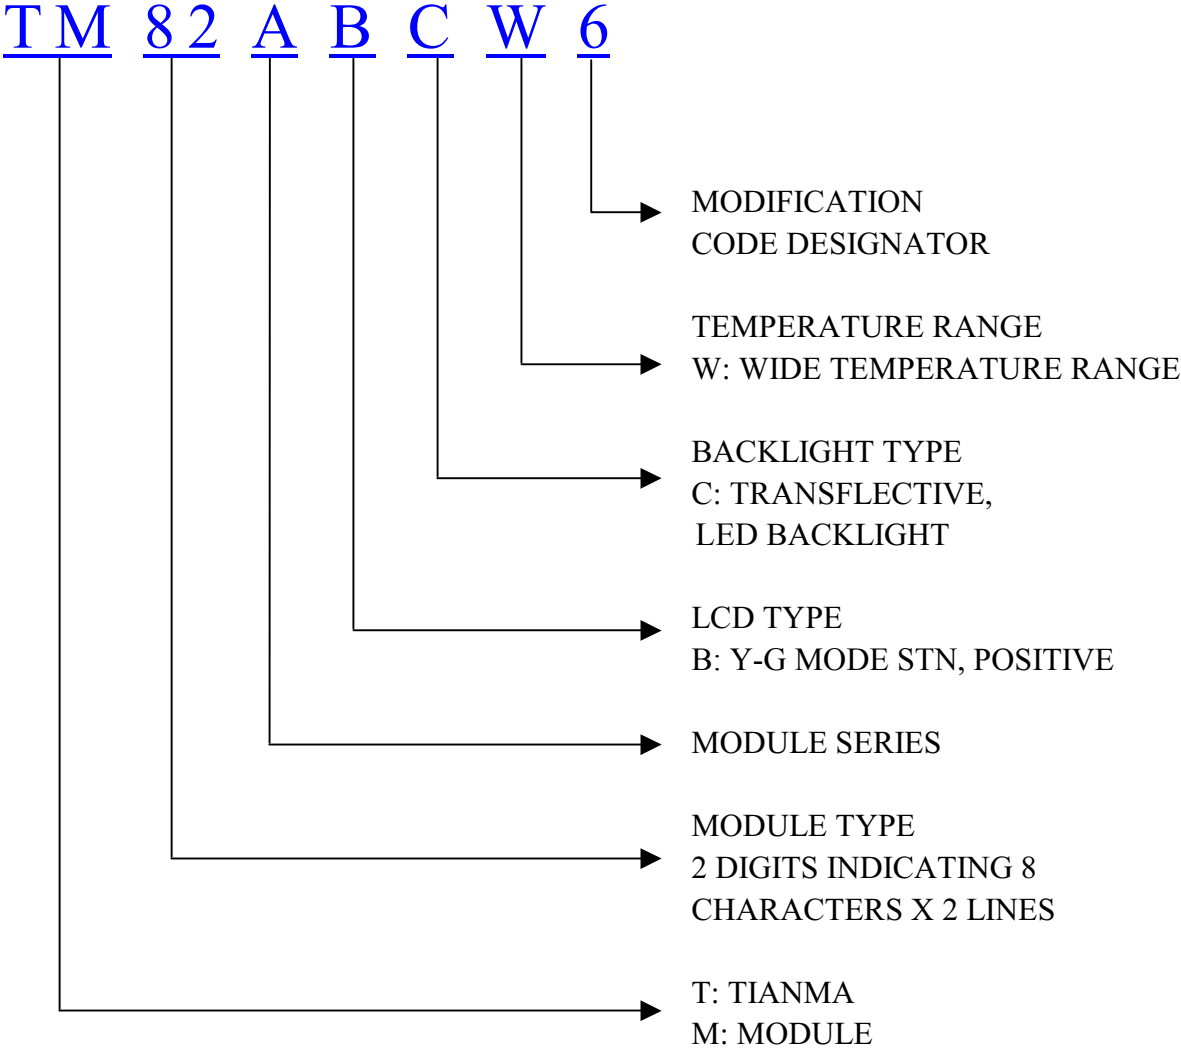 TM 82 A B C W 6
MODIFICATION
CODE DESIGNATOR
TEMPERATURE RANGE
W: WIDE TEMPERATURE RANGE
BACKLIGHT TYPE
C: TRANSFLECTIVE,
LED BACKLIGHT
LCD TYPE
B: Y-G MODE STN, POSITIVE
MODULE SERIES
MODULE TYPE
2 DIGITS INDICATING 8
CHARACTERS X 2 LINES
T: TIANMA
M: MODULE